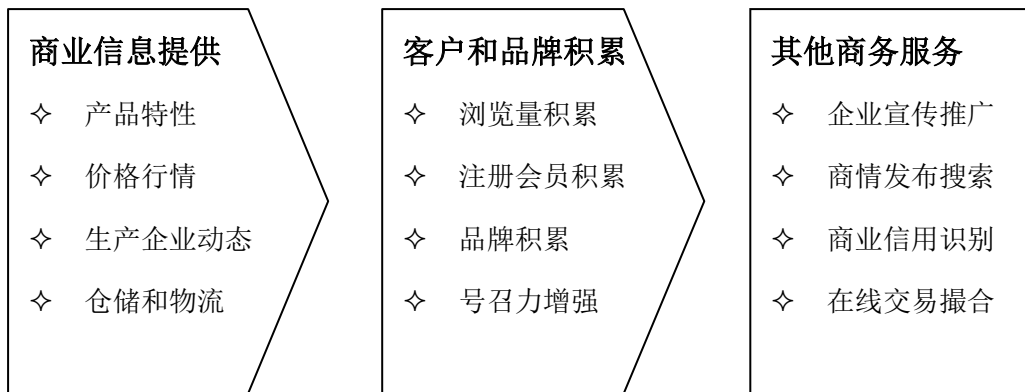 商业信息提供
✧ 产品特性
✧ 价格行情
✧ 生产企业动态
✧ 仓储和物流
客户和品牌积累
✧ 浏览量积累
✧ 注册会员积累
✧ 品牌积累
✧ 号召力增强
其他商务服务
✧ 企业宣传推广
✧ 商情发布搜索
✧ 商业信用识别
✧ 在线交易撮合